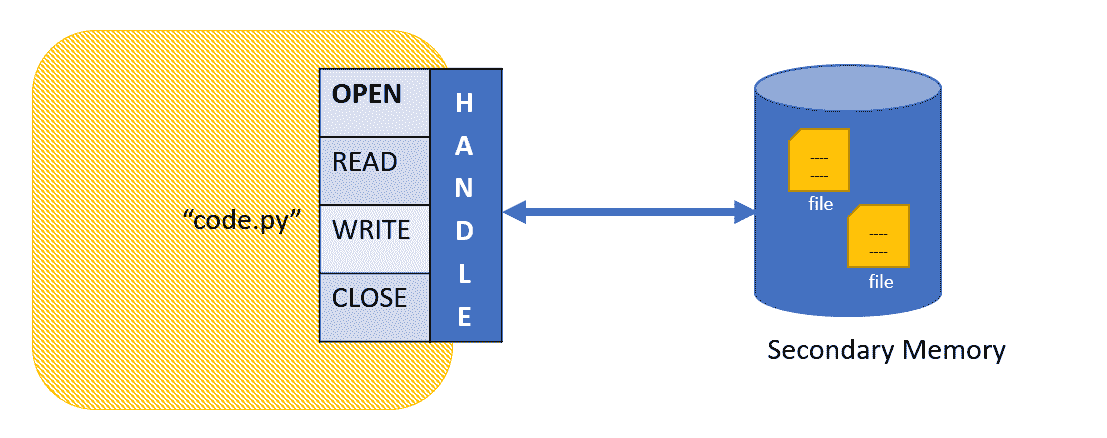 “code.py”
OPEN
READ
WRITE
CLOSE
H
A
N
D
L
E
----
----
file
----
----
file
Secondary Memory